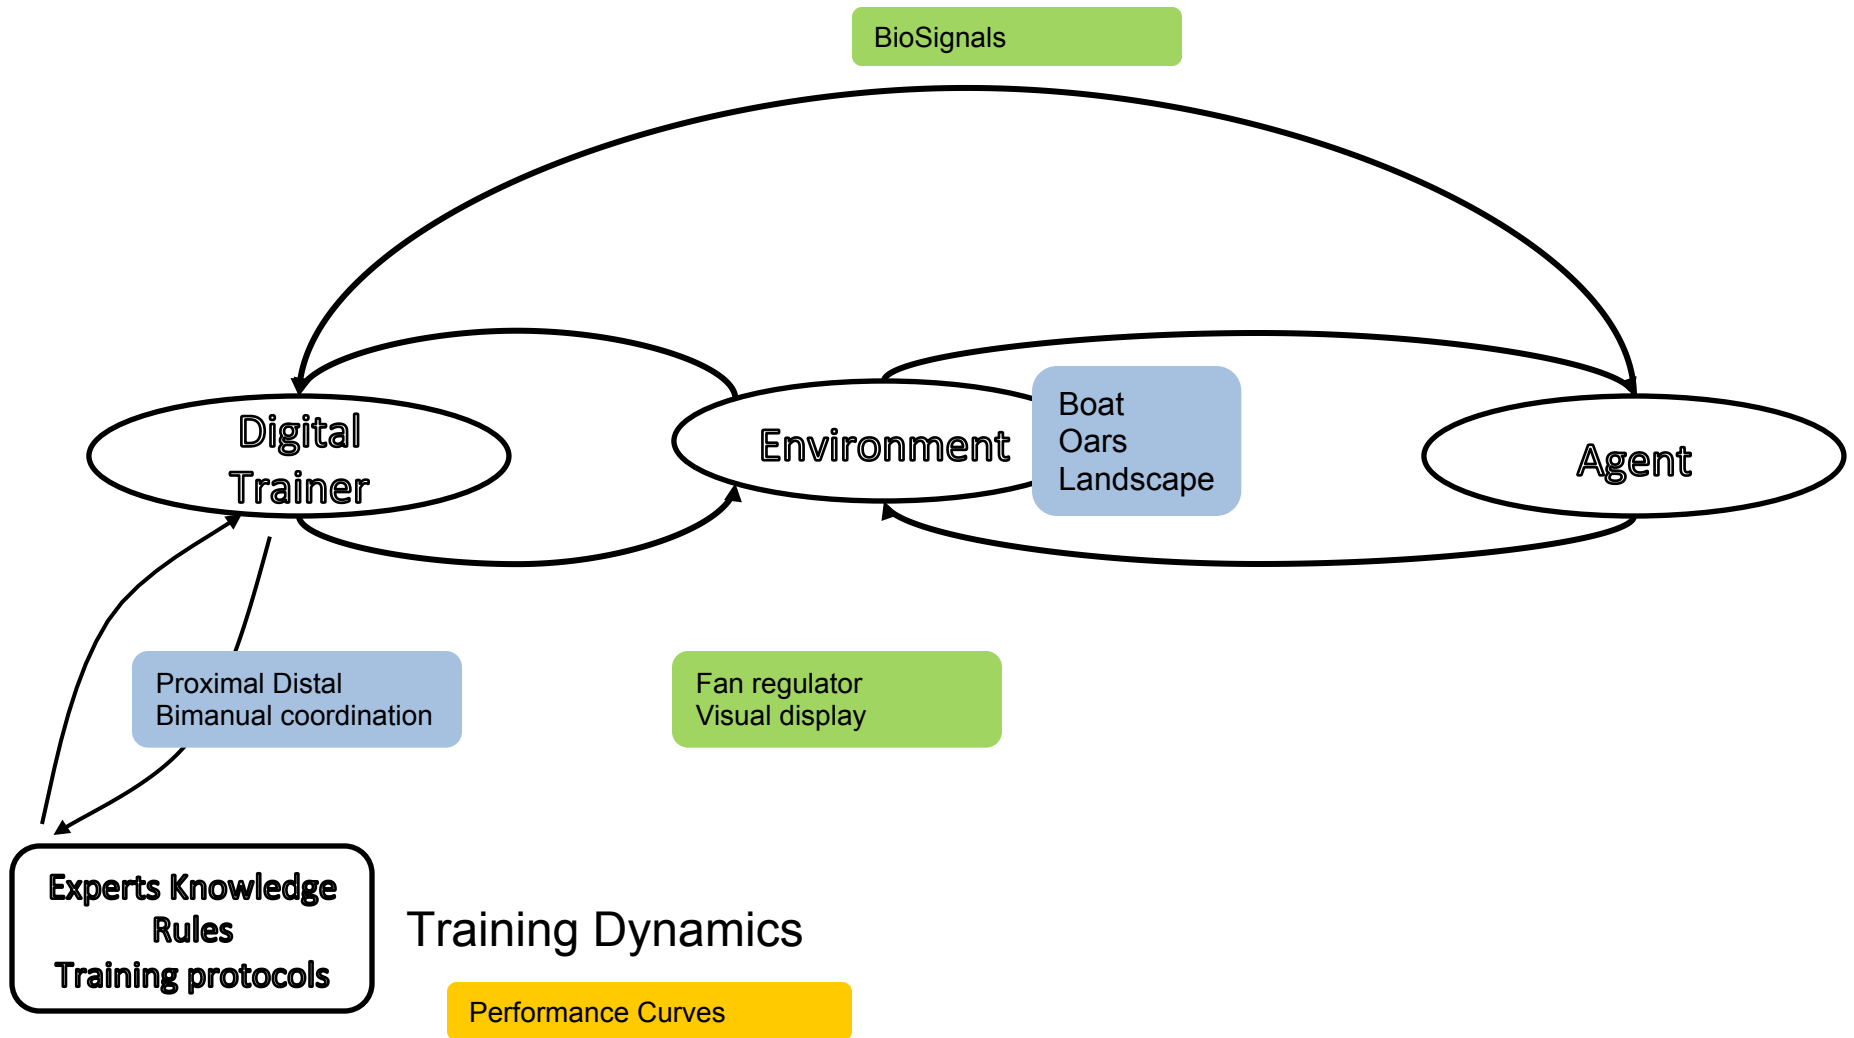 BioSignals
Digital
Trainer
Environment
Boat
Oars
Landscape
Agent
Proximal Distal
Bimanual coordination
Fan regulator
Visual display
Experts Knowledge
Rules
Training protocols
Training Dynamics
Performance Curves